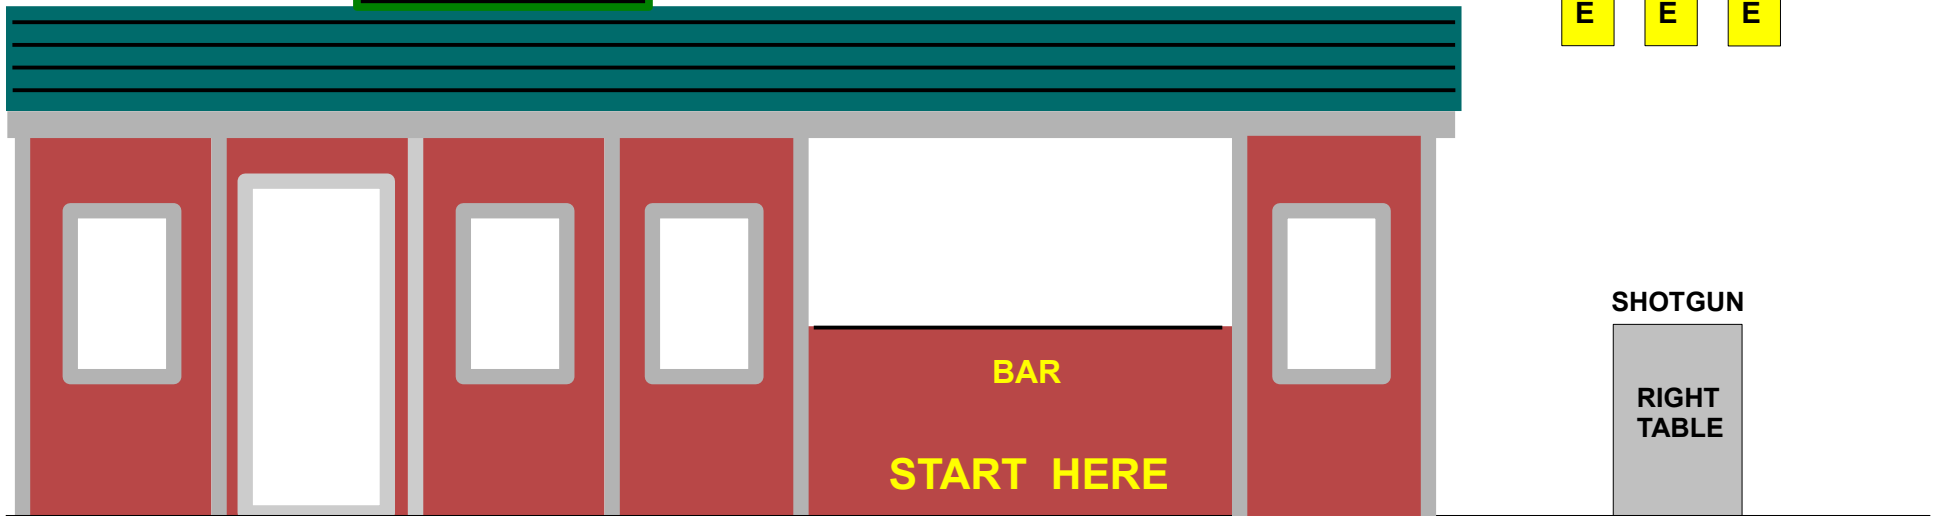 E E E
SHOTGUN
BAR
RIGHT
TABLE
START HERE